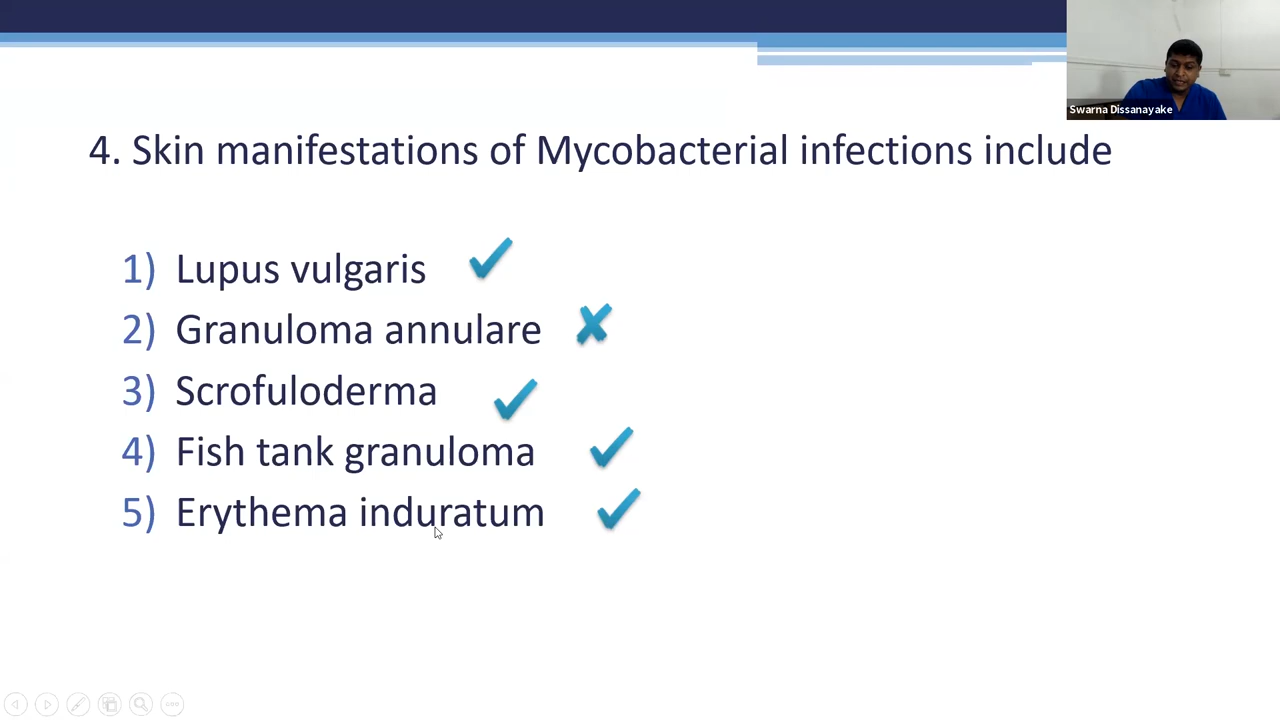 Swarna Dissanayake
4. Skin manifestations of Mycobacterial infections include
1) Lupus vulgaris
2) Granuloma annulare
3) Scrofuloderma
4) Fish tank granuloma
5) Erythema induratum